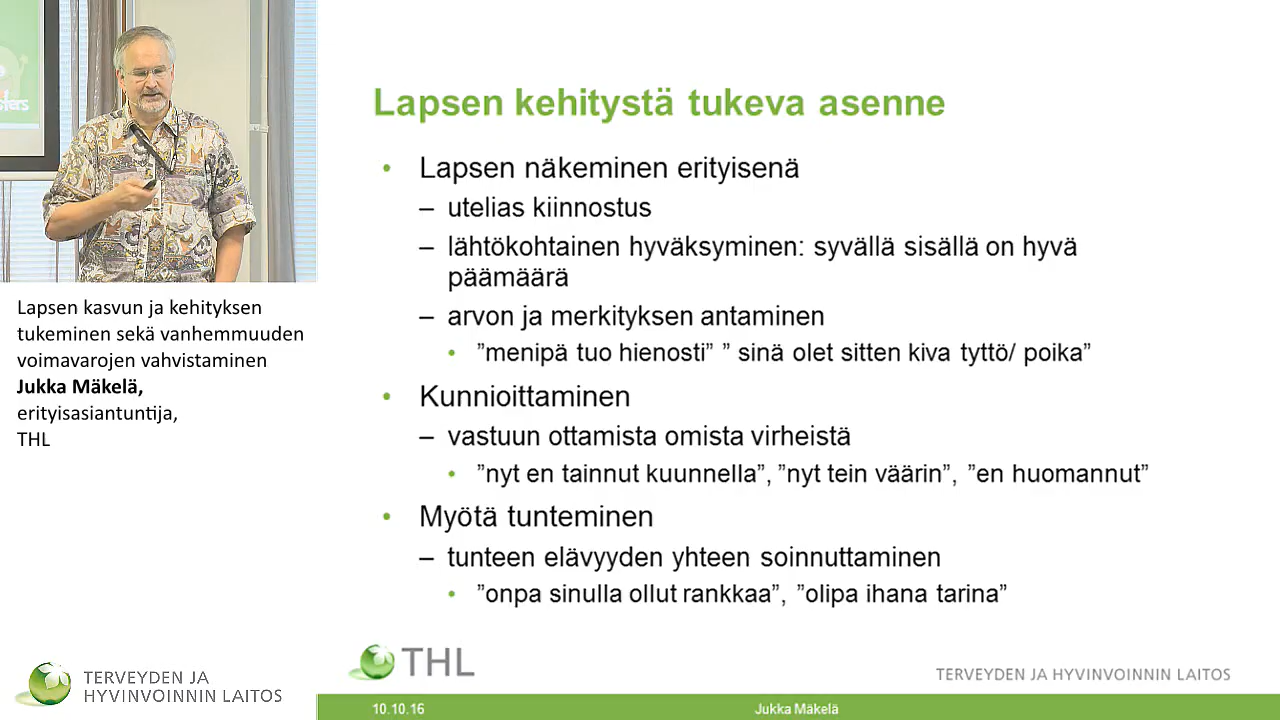 Lapsen kasvun ja kehityksen
tukeminen sekä vanhemmuuden
voimavarojen vahvistaminen
Jukka Mäkelä,
erityisasiantuntija,
THL
TERVEYDEN JA
HYVINVOINNIN LAITOS
Lapsen kehitystä tukeva asenne
• Lapsen näkeminen erityisenä
– utelias kiinnostus
– lähtökohtainen hyväksyminen: syvällä sisällä on hyvä
päämäärä
– arvon ja merkityksen antaminen
• ”menipä tuo hienosti” ” sinä olet sitten kiva tyttö/ poika”
• Kunnioittaminen
– vastuun ottamista omista virheistä
• ”nyt en tainnut kuunnella”, ”nyt tein väärin”, ”en huomannut”
• Myötä tunteminen
– tunteen elävyyden yhteen soinnuttaminen
• ”onpa sinulla ollut rankkaa”, ”olipa ihana tarina”
THL
TERVEYDEN JA HYVINVOINNIN LAITOS
10.10.16
Jukka Mäkelä